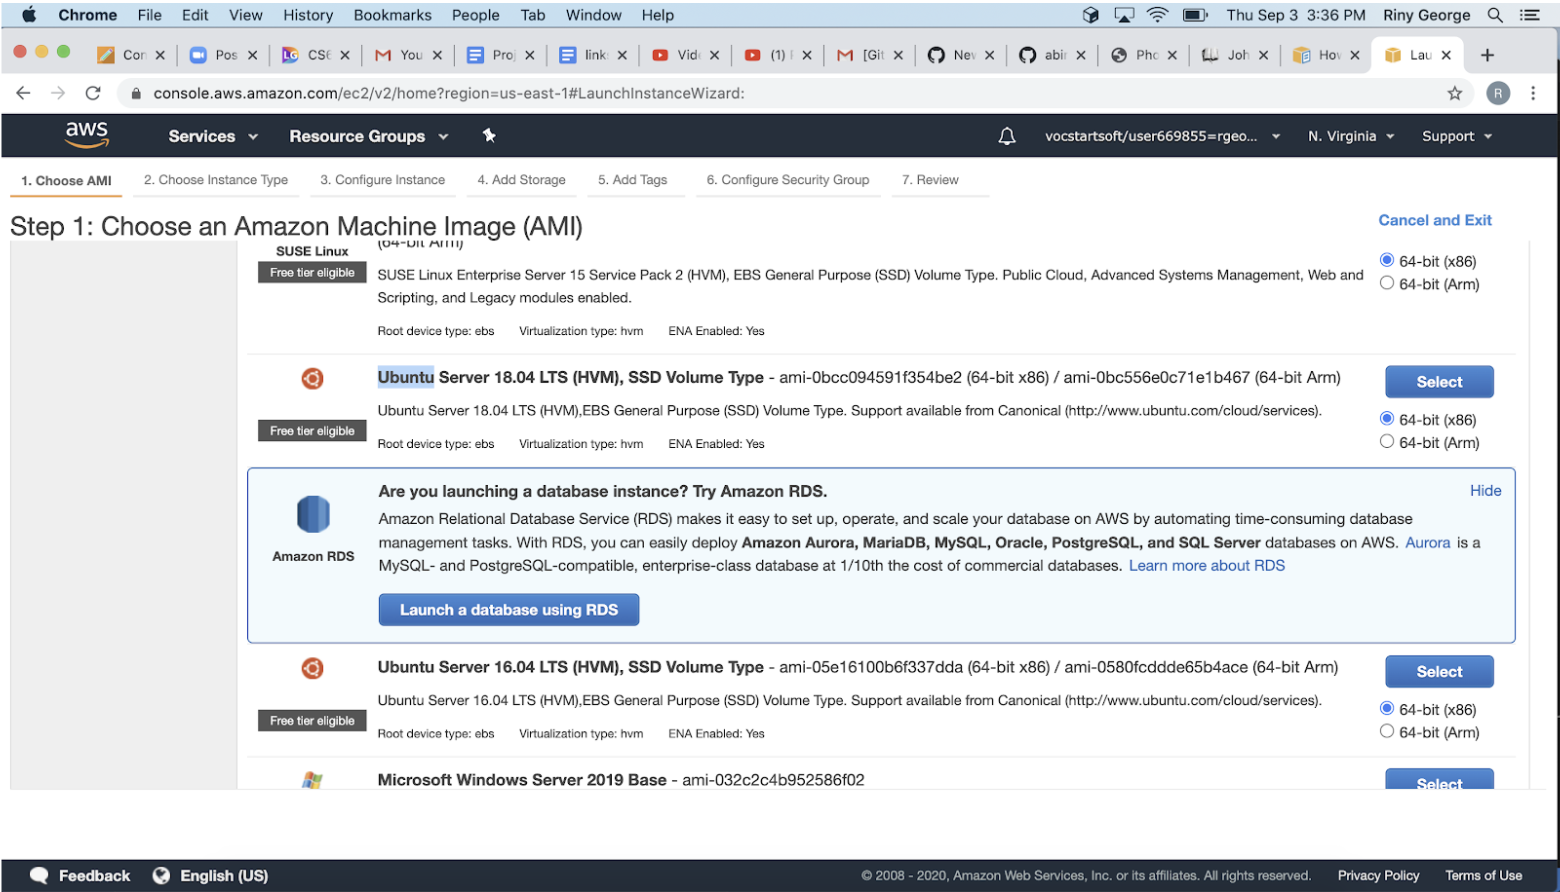 Chrome File Edit View History Bookmarks People Tab Window Help Thu Sep 3 3:36 PM Riny George
Con Pos CS6 You Proj link: Vid (1) [Git Nev abir Pho Joh Hov Lau
console.aws.amazon.com/ec2/v2/home?region=us-east-1#LaunchInstanceWizard: R
aws Services Resource Groups vocstartsoft/user669855=rgeo... N. Virginia Support
1. Choose AMI 2. Choose Instance Type 3. Configure Instance 4. Add Storage 5. Add Tags 6. Configure Security Group 7. Review
Step 1: Choose an Amazon Machine Image (AMI) Cancel and Exit
(64-bit Arm)
SUSE Linux
Free tier eligible
SUSE Linux Enterprise Server 15 Service Pack 2 (HVM), EBS General Purpose (SSD) Volume Type. Public Cloud, Advanced Systems Management, Web and
Scripting, and Legacy modules enabled.
Root device type: ebs Virtualization type: hvm ENA Enabled: Yes
64-bit (x86)
64-bit (Arm)
Ubuntu Server 18.04 LTS (HVM), SSD Volume Type - ami-0bcc094591f354be2 (64-bit x86) / ami-0bc556e0c71e1b467 (64-bit Arm)
Select
Ubuntu Server 18.04 LTS (HVM),EBS General Purpose (SSD) Volume Type. Support available from Canonical (http://www.ubuntu.com/cloud/services).
Free tier eligible
Root device type: ebs Virtualization type: hvm ENA Enabled: Yes
64-bit (x86)
64-bit (Arm)
Are you launching a database instance? Try Amazon RDS. Hide
Amazon RDS
Amazon Relational Database Service (RDS) makes it easy to set up, operate, and scale your database on AWS by automating time-consuming database
management tasks. With RDS, you can easily deploy Amazon Aurora, MariaDB, MySQL, Oracle, PostgreSQL, and SQL Server databases on AWS. Aurora is a
MySQL- and PostgreSQL-compatible, enterprise-class database at 1/10th the cost of commercial databases. Learn more about RDS
Launch a database using RDS
Ubuntu Server 16.04 LTS (HVM), SSD Volume Type - ami-05e16100b6f337dda (64-bit x86) / ami-0580fcddde65b4ace (64-bit Arm)
Select
Ubuntu Server 16.04 LTS (HVM),EBS General Purpose (SSD) Volume Type. Support available from Canonical (http://www.ubuntu.com/cloud/services).
Free tier eligible
Root device type: ebs Virtualization type: hvm ENA Enabled: Yes
64-bit (x86)
64-bit (Arm)
Microsoft Windows Server 2019 Base - ami-032c2c4b952586f02
Select
Feedback English (US) © 2008 - 2020, Amazon Web Services, Inc. or its affiliates. All rights reserved. Privacy Policy Terms of Use